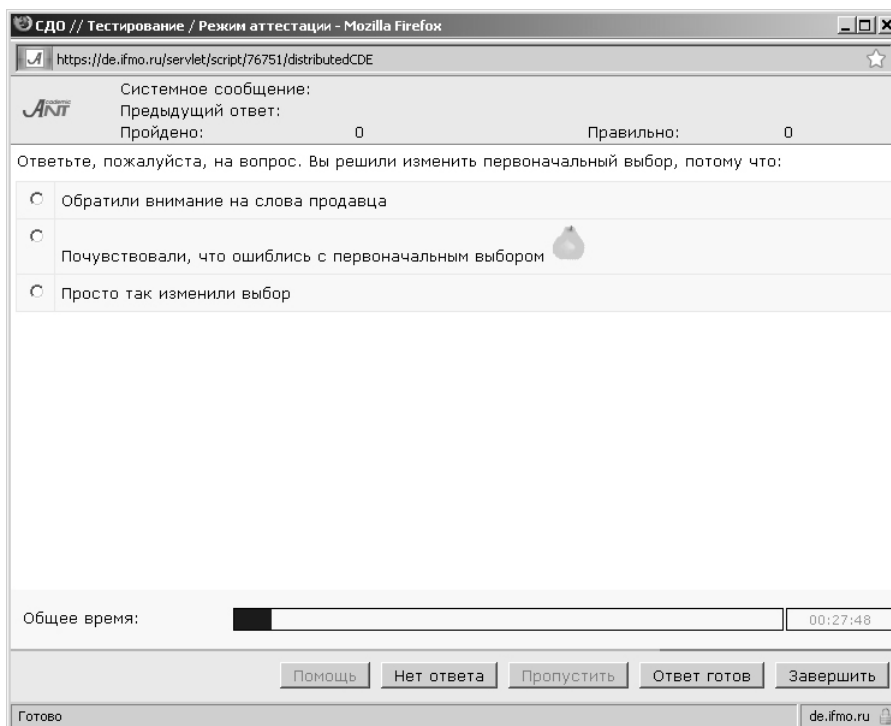 СДО // Тестирование / Режим аттестации - Mozilla Firefox
https://de.ifmo.ru/servlet/script/76751/distributedCDE
Academic
ANT
Системное сообщение:
Предыдущий ответ:
Пройдено: 0 Правильно: 0
Ответьте, пожалуйста, на вопрос. Вы решили изменить первоначальный выбор, потому что:
Обратили внимание на слова продавца
Почувствовали, что ошиблись с первоначальным выбором
Просто так изменили выбор
Общее время: 00:27:48
Помощь Нет ответа Пропустить Ответ готов Завершить
Готово de.ifmo.ru